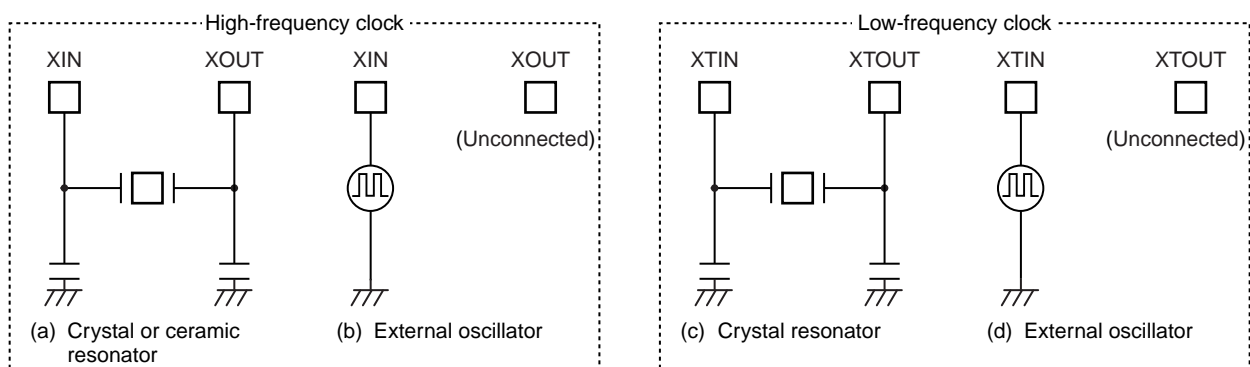 High-frequency clock
XIN
XOUT
XIN
XOUT
(Unconnected)
(a) Crystal or ceramic
resonator
(b) External oscillator
Low-frequency clock
XTIN
XTOUT
XTIN
XTOUT
(Unconnected)
(c) Crystal resonator
(d) External oscillator